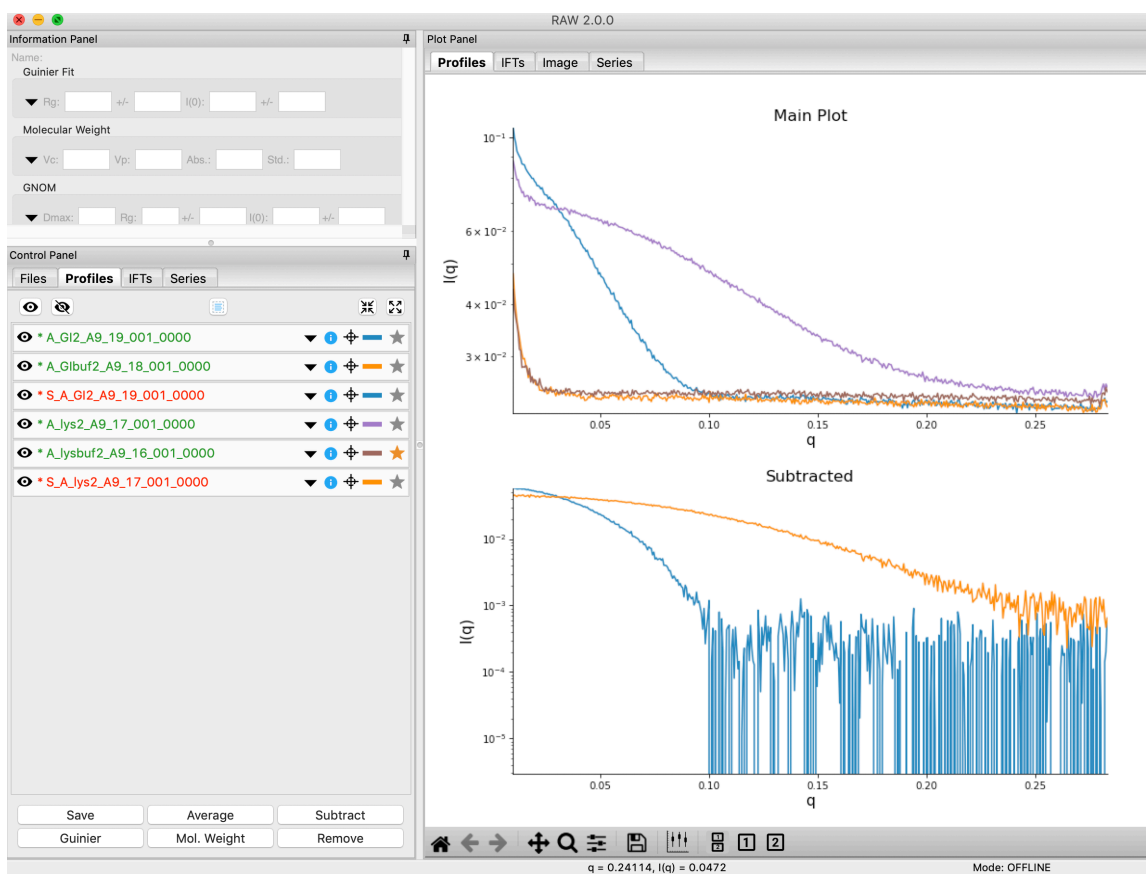 RAW 2.0.0
Information Panel
Name:
Guinier Fit
Rg: +/- I(0): +/-
Molecular Weight
Vc: Vp: Abs.: Std.:
GNOM
Dmax: Rg: +/- I(0): +/-
Control Panel
Files Profiles IFTs Series
* A_GI2_A9_19_001_0000
* A_GIbuf2_A9_18_001_0000
* S_A_GI2_A9_19_001_0000
* A_lys2_A9_17_001_0000
* A_lysbuf2_A9_16_001_0000
* S_A_lys2_A9_17_001_0000
Save Average Subtract
Guinier Mol. Weight Remove
Plot Panel
Profiles IFTs Image Series
Main Plot
10⁻¹
6 × 10⁻²
4 × 10⁻²
3 × 10⁻²
I(q)
0.05 0.10 0.15 0.20 0.25
q
Subtracted
10⁻²
10⁻³
10⁻⁴
10⁻⁵
I(q)
0.05 0.10 0.15 0.20 0.25
q
1
2
1 2
q = 0.24114, I(q) = 0.0472 Mode: OFFLINE